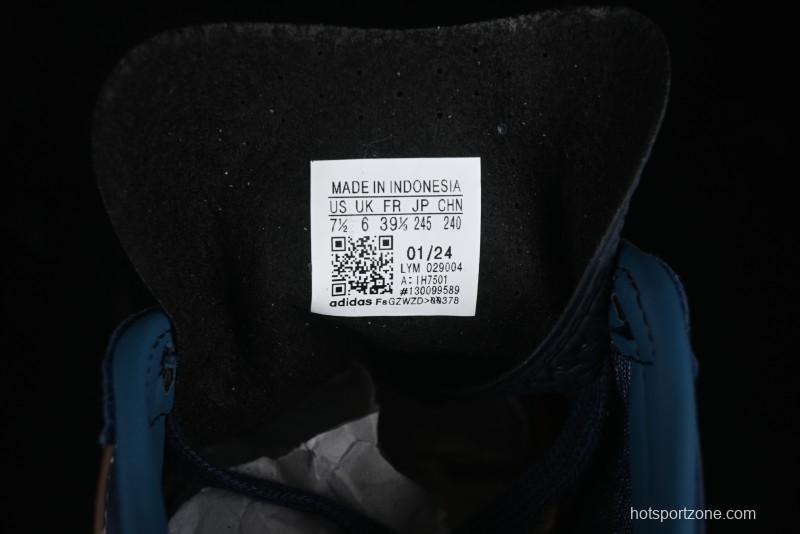 MADE IN INDONESIA
US UK FR JP CHN
7½ 6 39⅓ 245 240
01/24
LYM 029004
A: IH7501
#130099589
adidas
hotsportzone.com